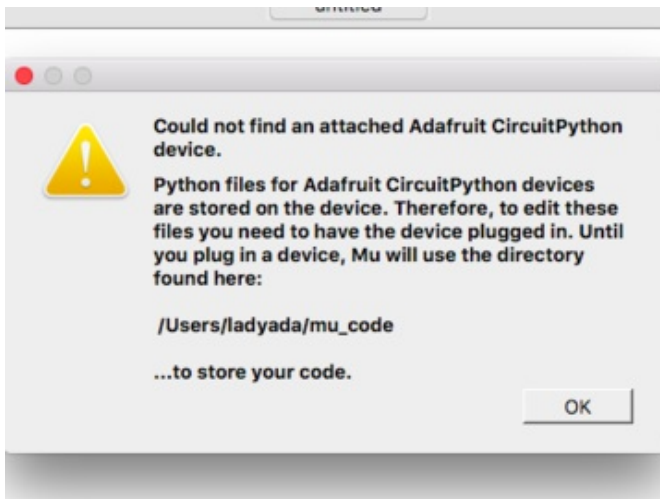 untitled
Could not find an attached Adafruit CircuitPython
device.
Python files for Adafruit CircuitPython devices
are stored on the device. Therefore, to edit these
files you need to have the device plugged in. Until
you plug in a device, Mu will use the directory
found here:
/Users/ladyada/mu_code
...to store your code.
OK